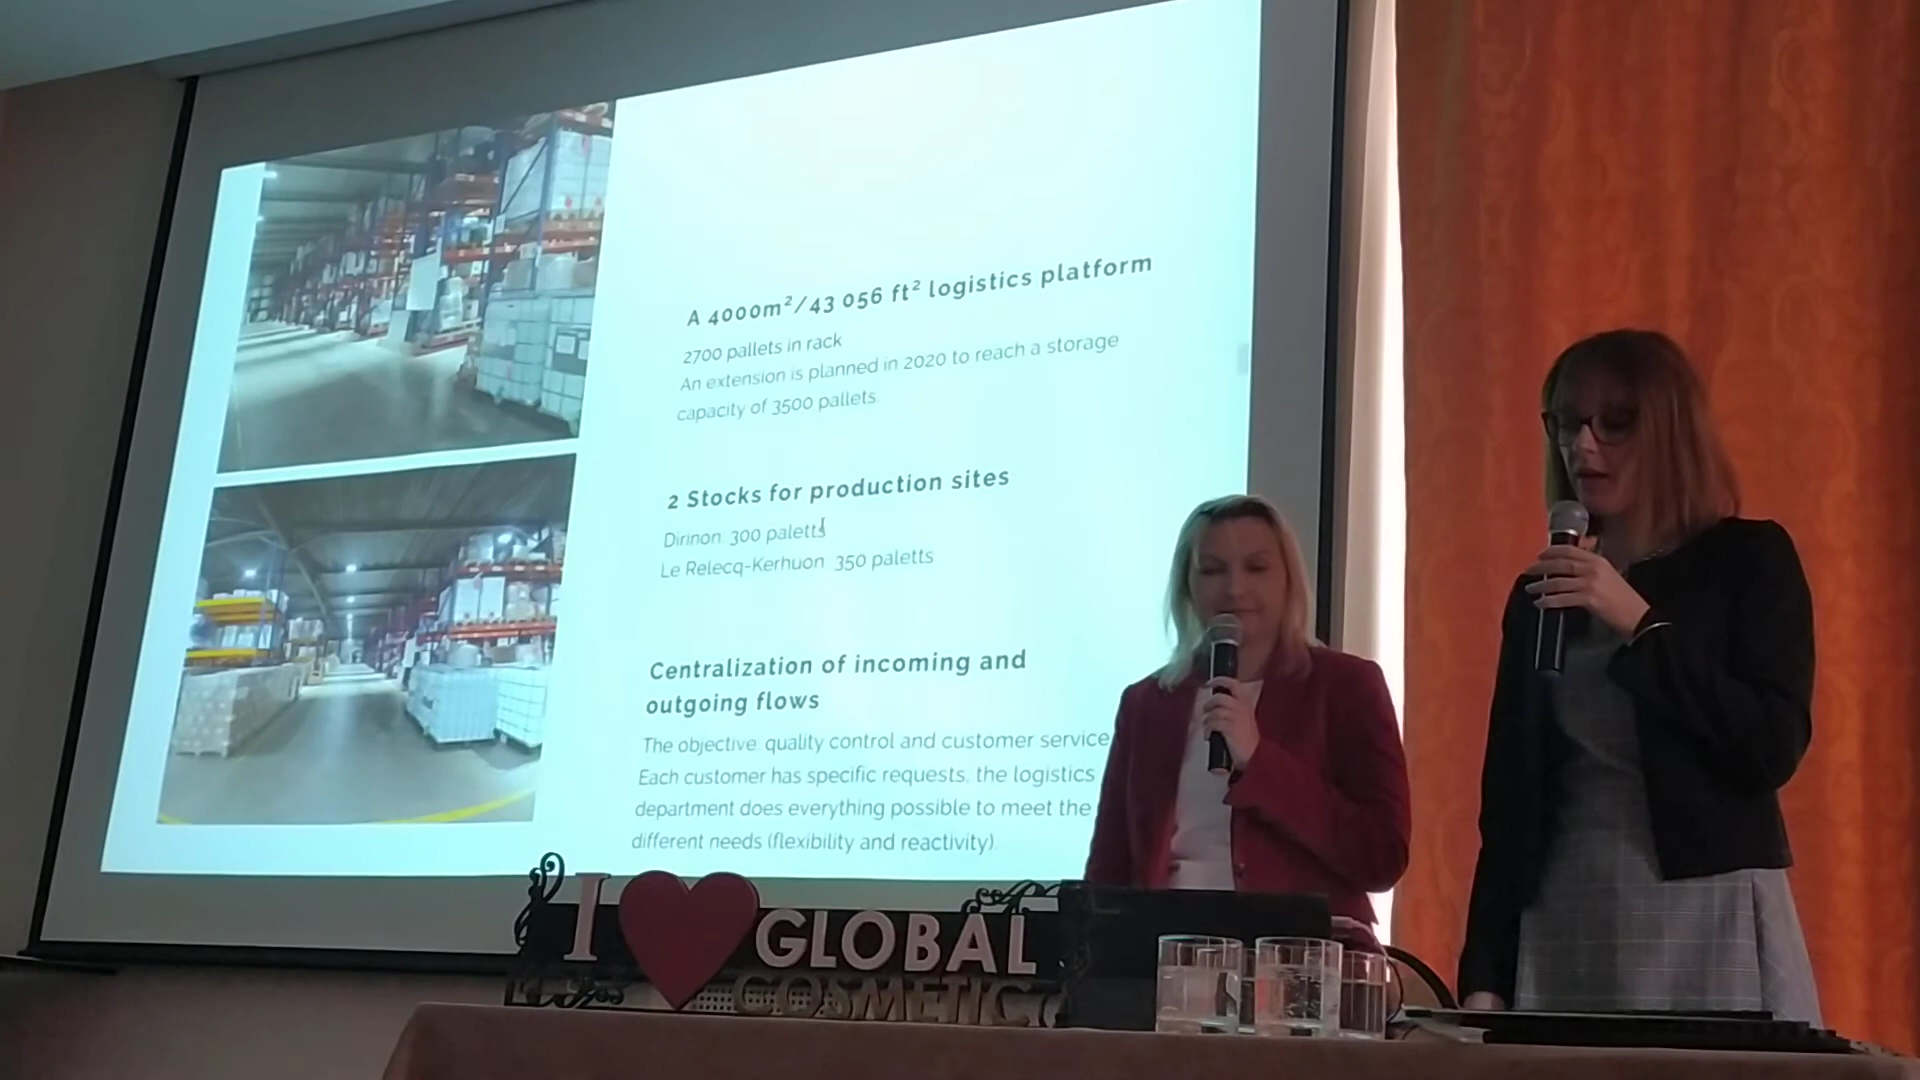 A 4000m²/43 056 ft² logistics platform
2700 pallets in rack
An extension is planned in 2020 to reach a storage
capacity of 3500 pallets.
2 Stocks for production sites
Dirinon: 300 paletts
Le Relecq-Kerhuon: 350 paletts
Centralization of incoming and
outgoing flows
The objective: quality control and customer service
Each customer has specific requests, the logistics
department does everything possible to meet the
different needs (flexibility and reactivity).
I GLOBAL
COSMETIC